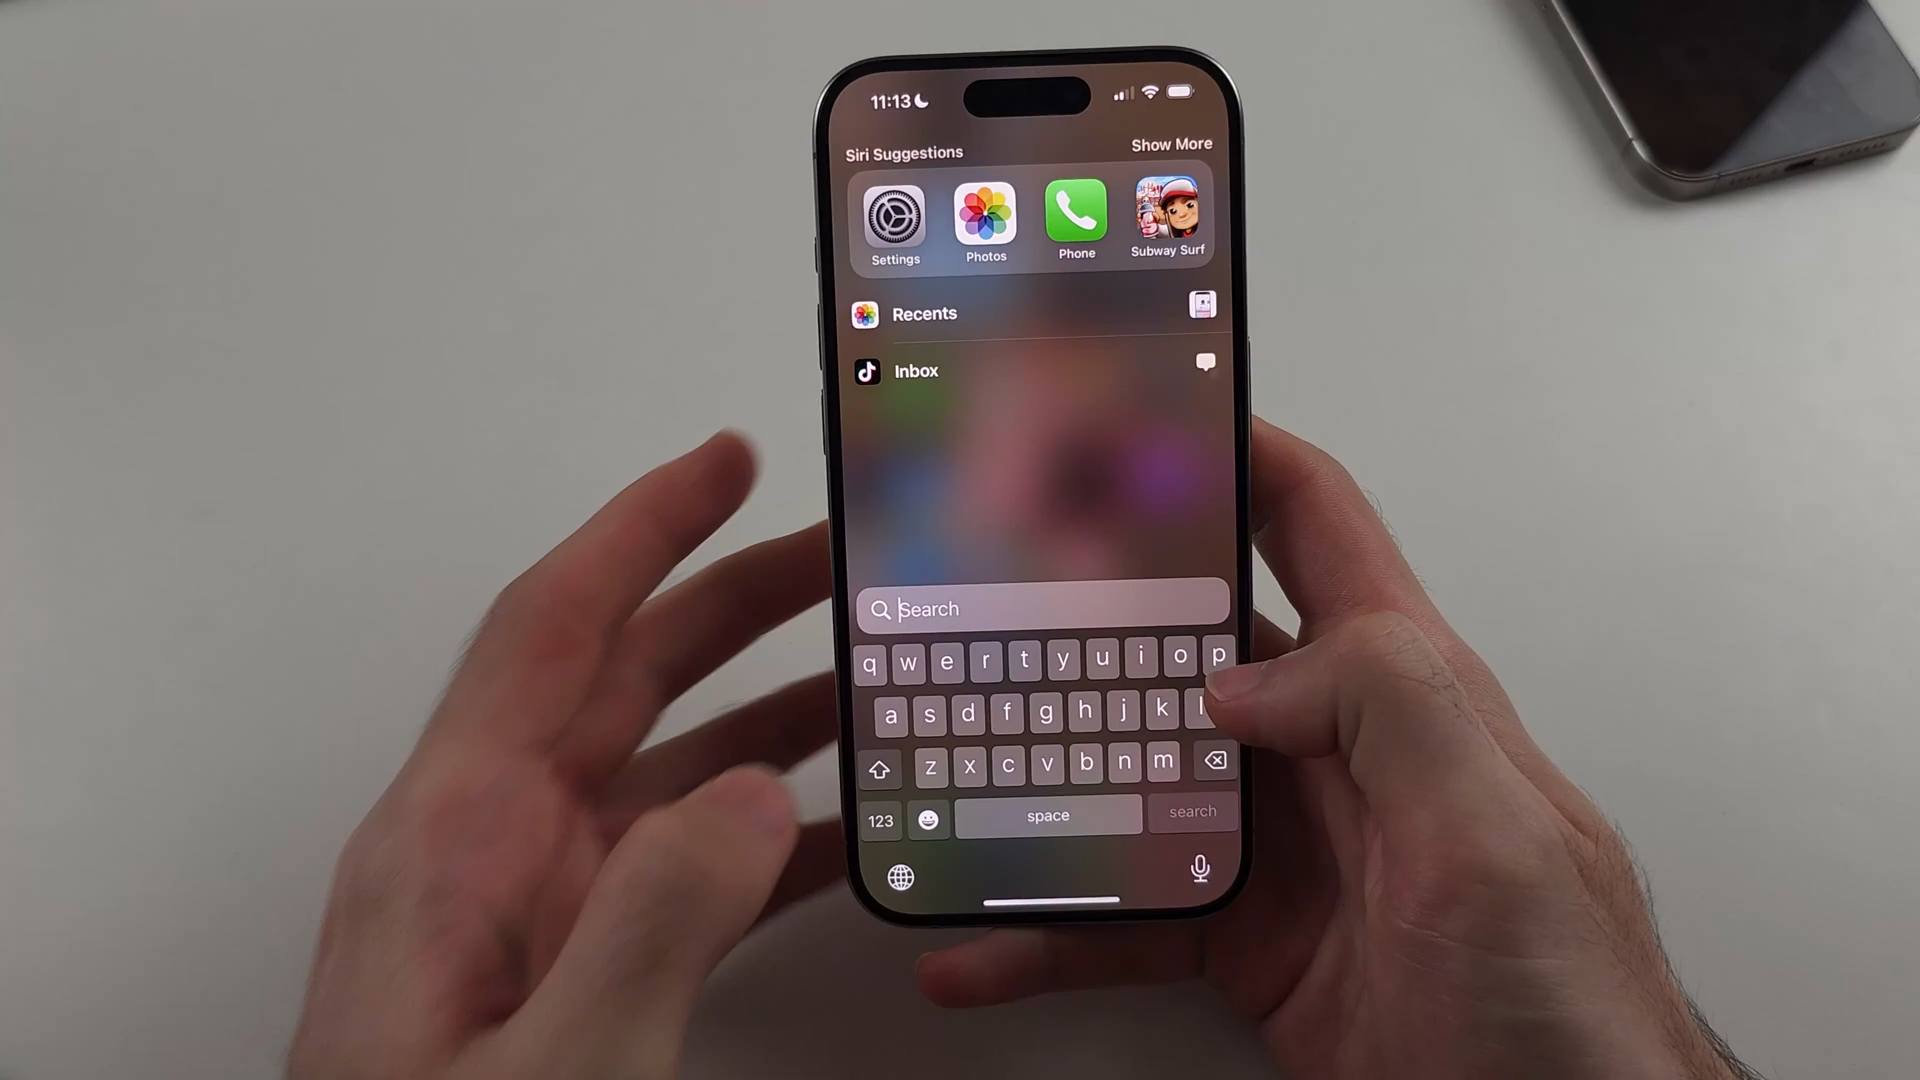 11:13
Siri Suggestions
Show More
Settings
Photos
Phone
Subway Surf
Recents
Inbox
Search
q w e r t y u i o p
a s d f g h j k l
z x c v b n m
123
space
search